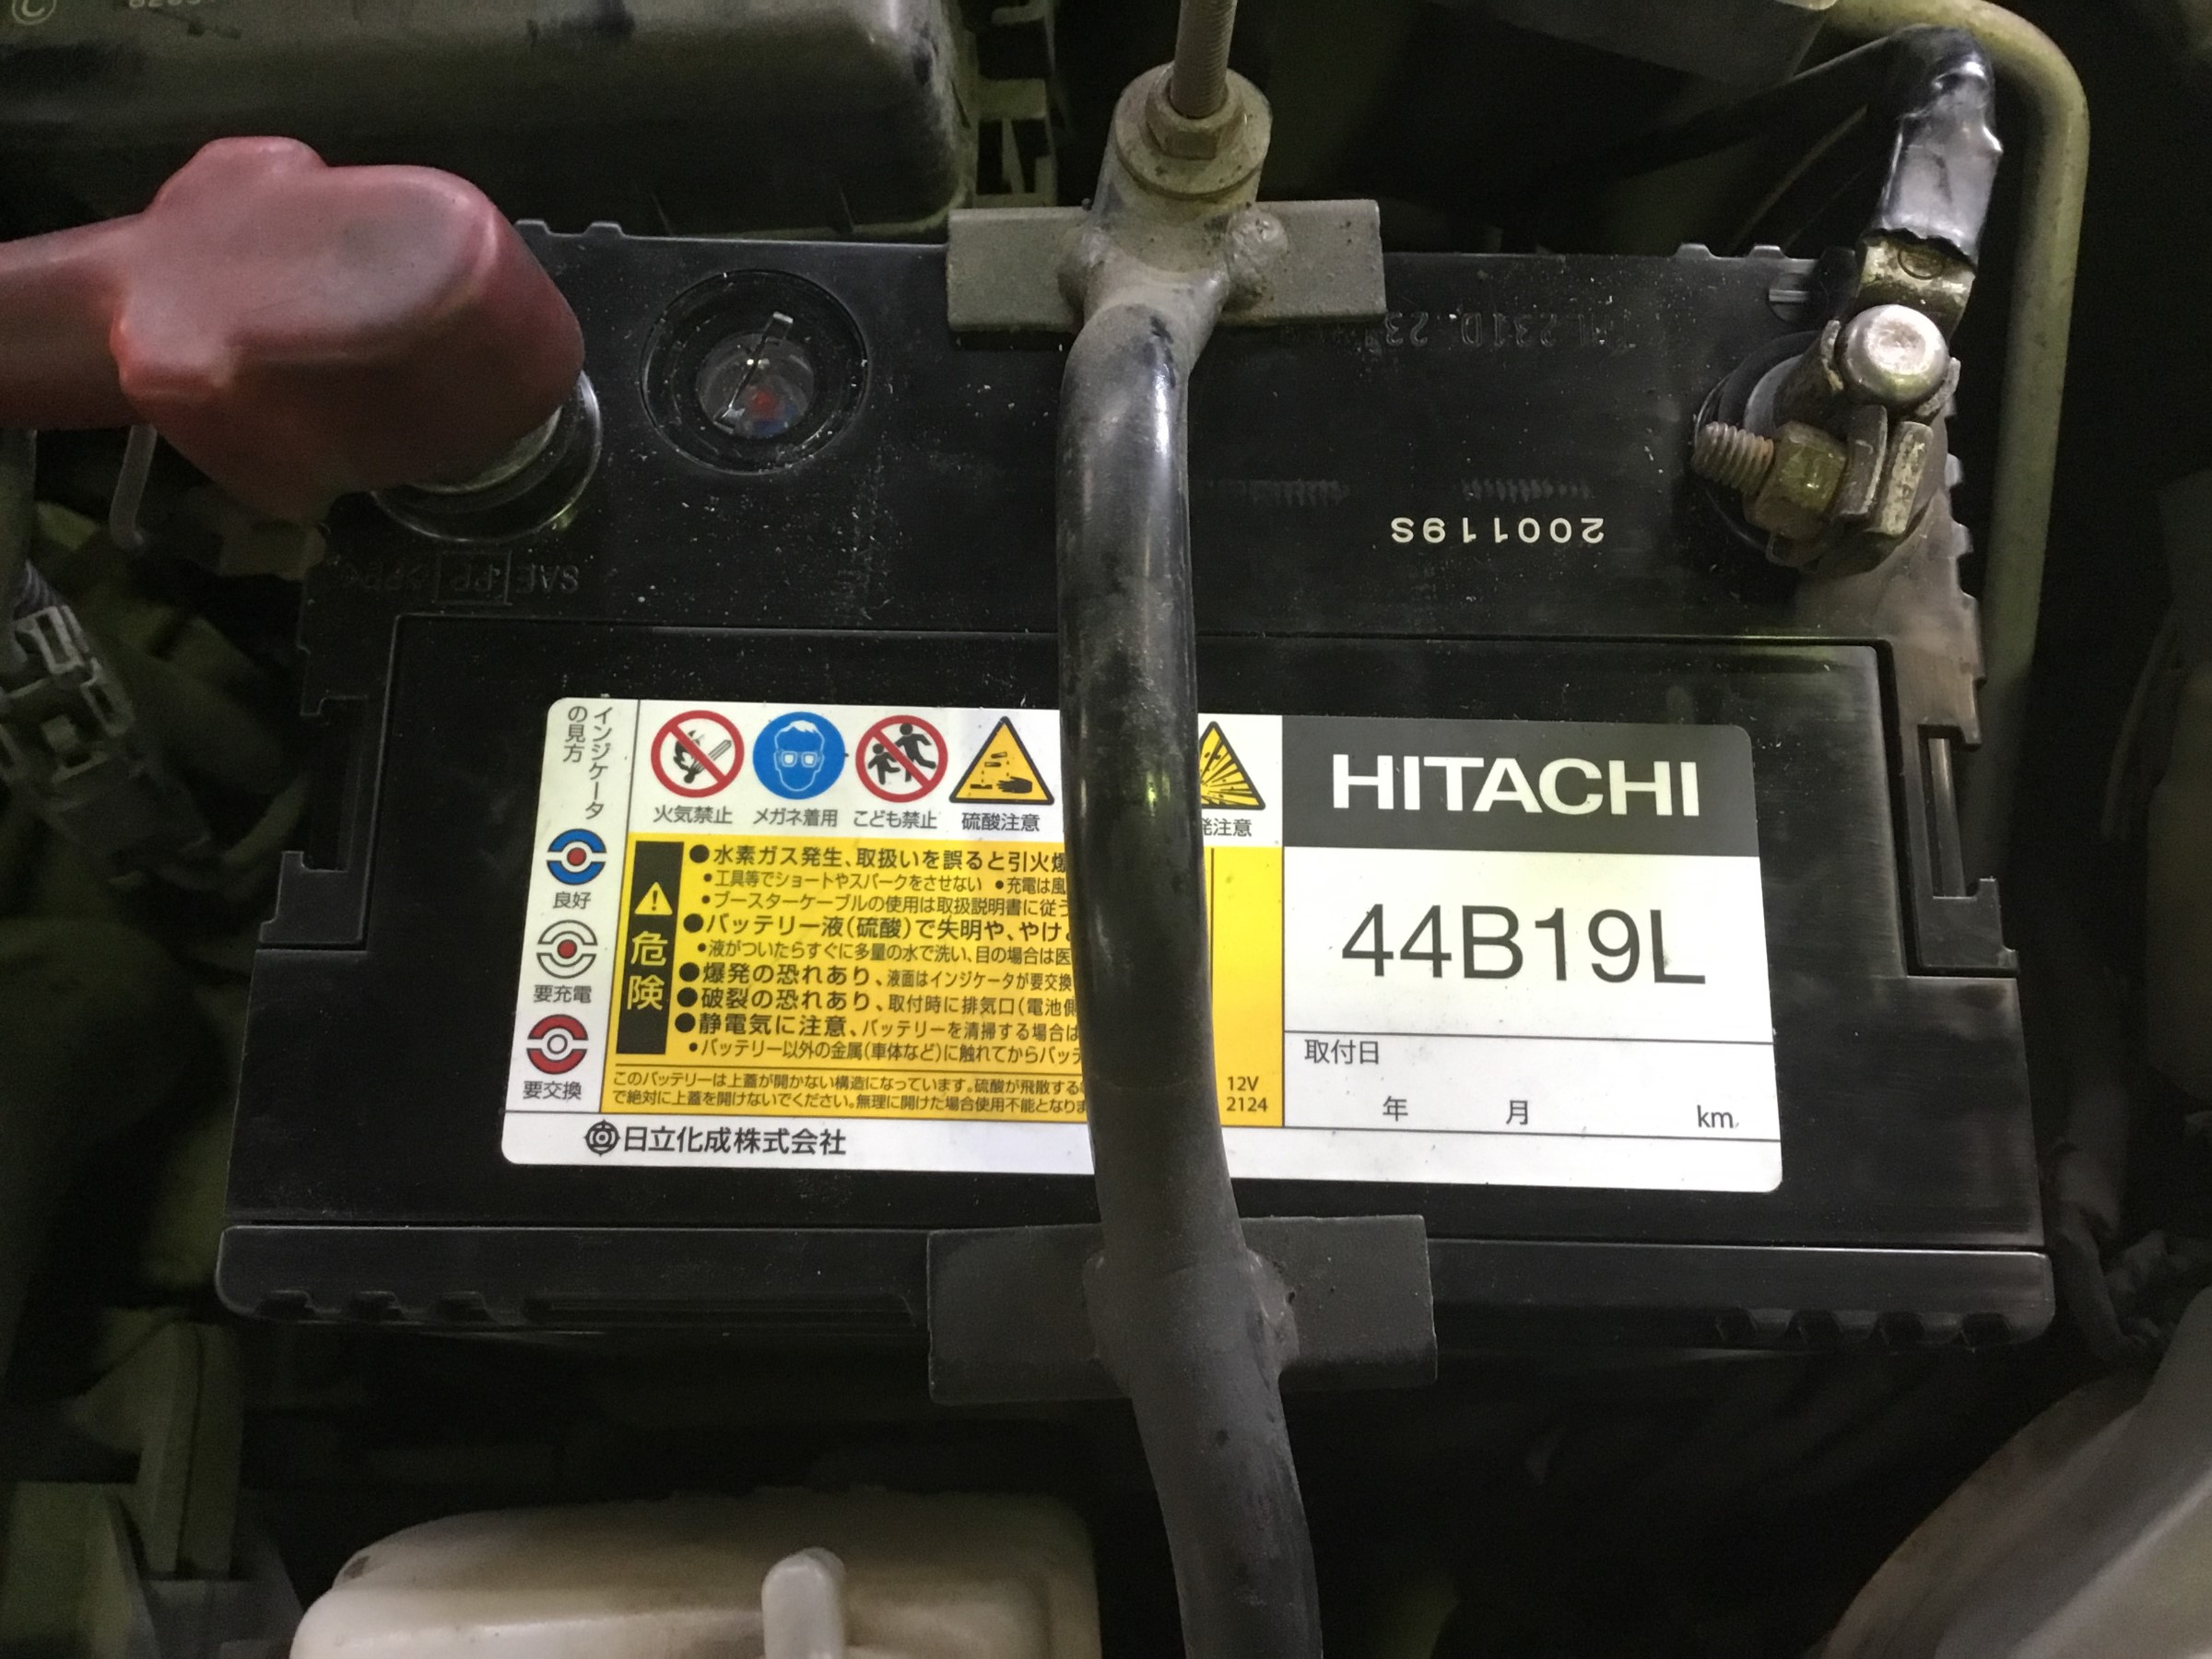 200119S
SAE
インジケータ
の見方
良好
要充電
要交換
火気禁止 メガネ着用 こども禁止 硫酸注意 発注意
危険
●水素ガス発生、取扱いを誤ると引火爆
•工具等でショートやスパークをさせない •充電は風
•ブースターケーブルの使用は取扱説明書に従う
●バッテリー液(硫酸)で失明や、やけ
•液がついたらすぐに多量の水で洗い、目の場合は医
●爆発の恐れあり、液面はインジケータが要交換
●破裂の恐れあり、取付時に排気口(電池側
●静電気に注意、バッテリーを清掃する場合は
•バッテリー以外の金属(車体など)に触れてからバッテ
このバッテリーは上蓋が開かない構造になっています。硫酸が飛散する
で絶対に上蓋を開けないでください。無理に開けた場合使用不能となりま
12V
2124
日立化成株式会社
HITACHI
44B19L
取付日
年 月 km